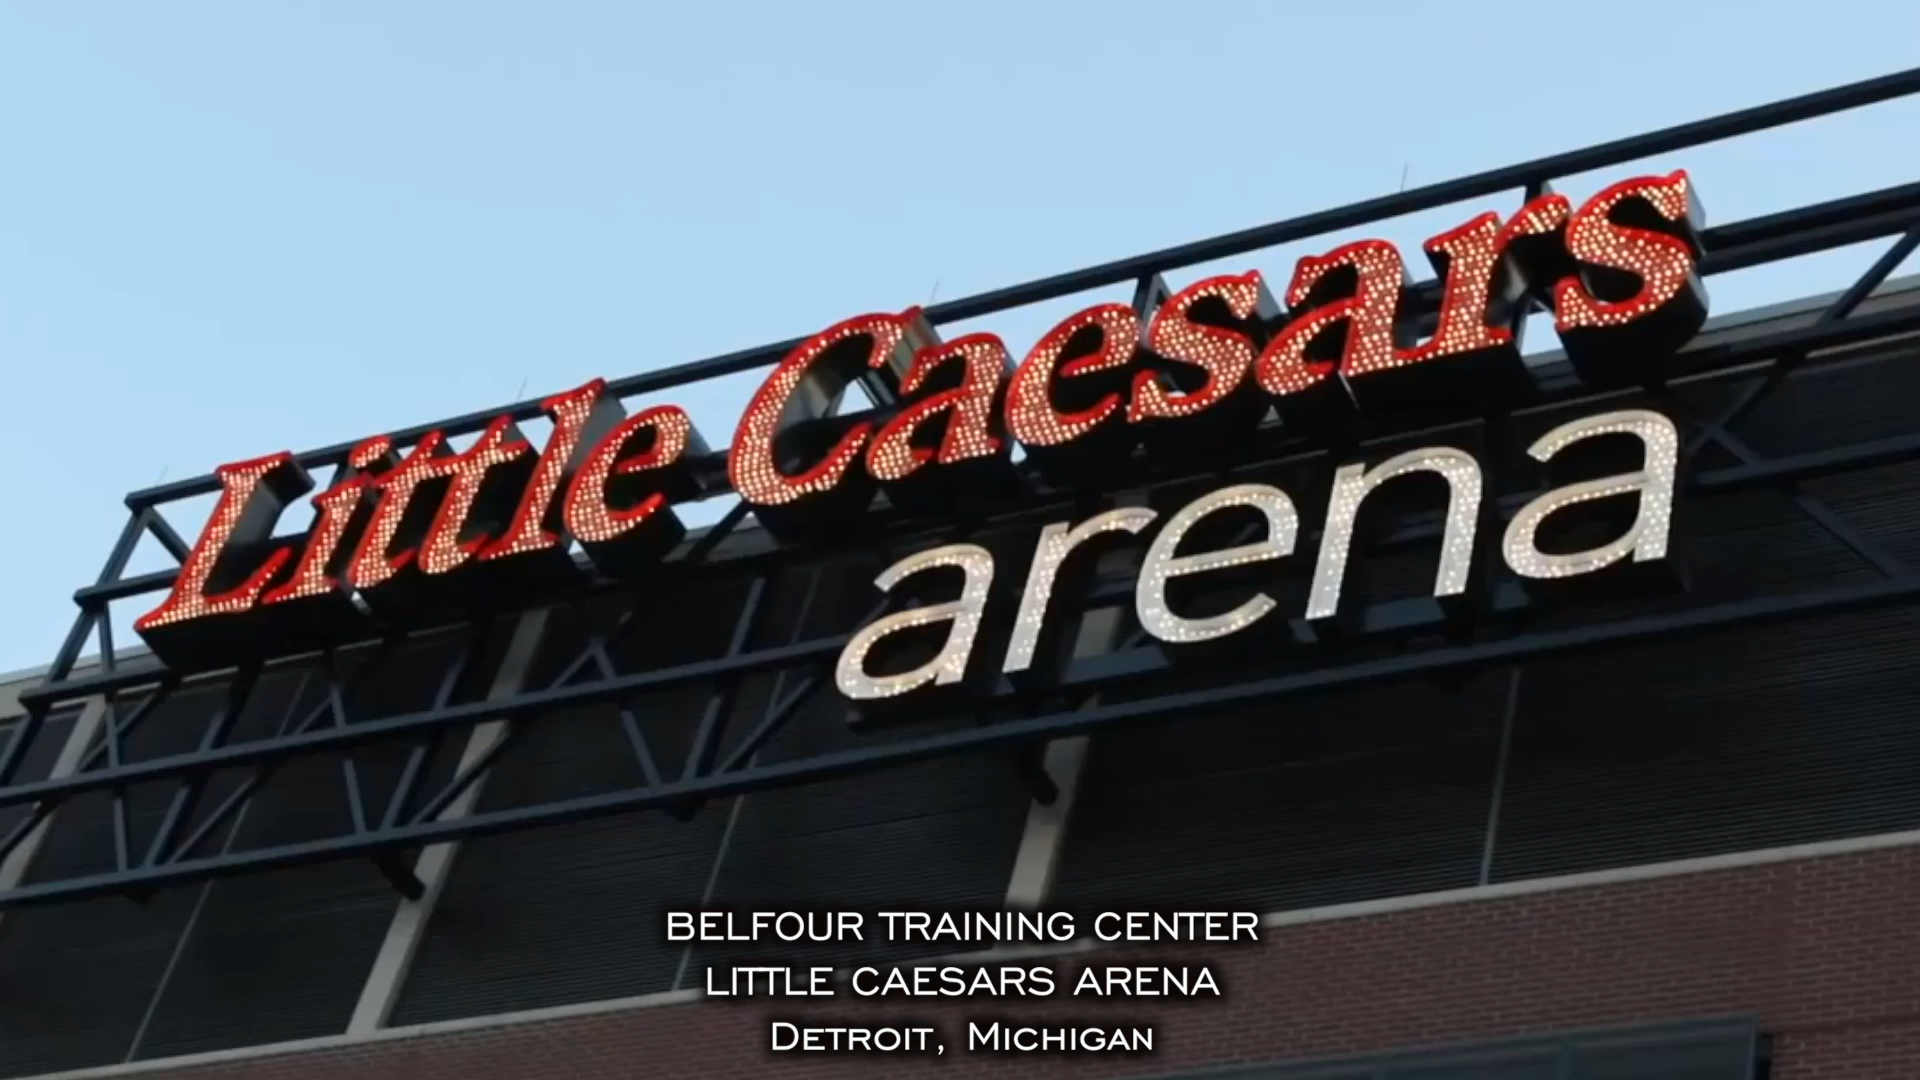 Little Caesars
arena
BELFOUR TRAINING CENTER
LITTLE CAESARS ARENA
Detroit, Michigan